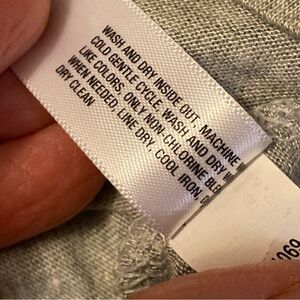 WASH AND DRY INSIDE OUT. MACHINE W
COLD GENTLE CYCLE. WASH AND DRY W
LIKE COLORS. ONLY NON-CHLORINE BLE
WHEN NEEDED. LINE DRY. COOL IRON. D
DRY CLEAN
069